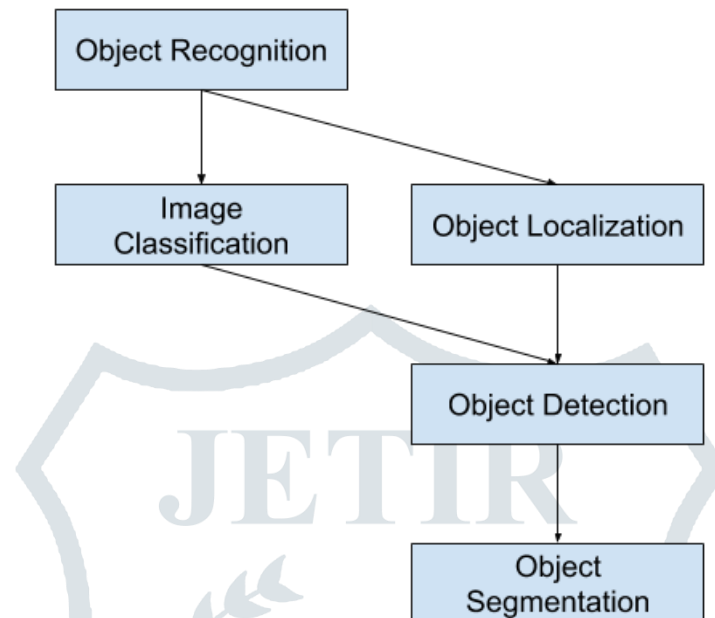 Object Recognition
Image
Classification
Object Localization
Object Detection
JETIR
Object
Segmentation